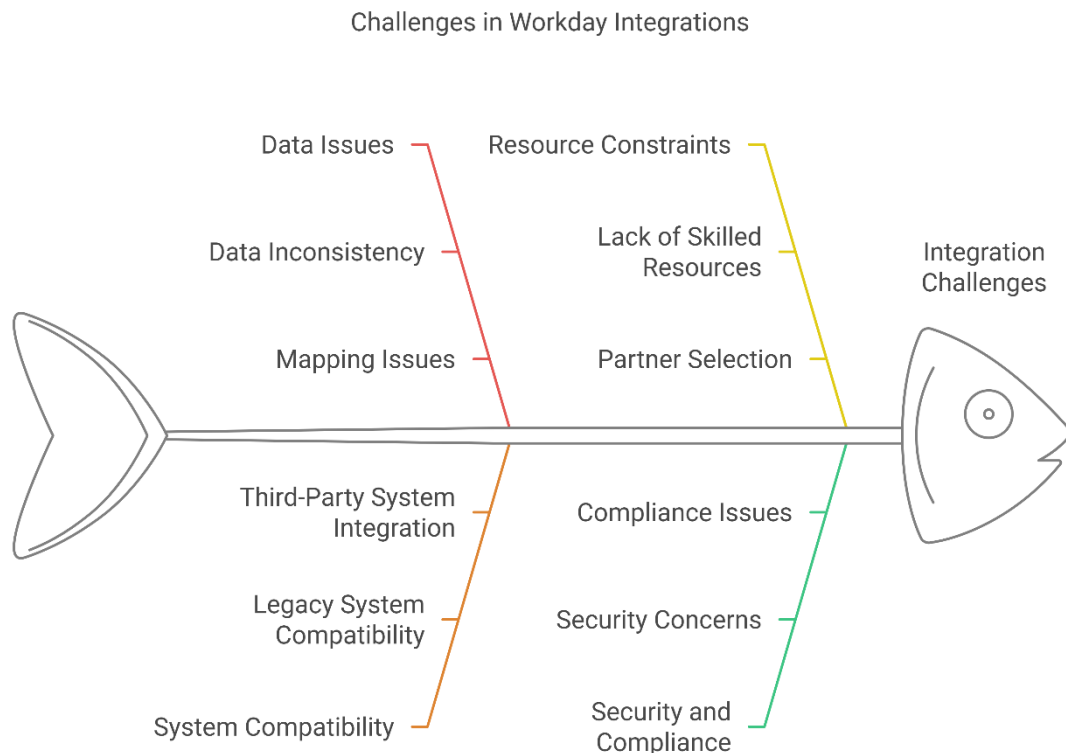 Challenges in Workday Integrations
Data Issues
Resource Constraints
Data Inconsistency
Lack of Skilled
Resources
Integration
Challenges
Mapping Issues
Partner Selection
Third-Party System
Integration
Compliance Issues
Legacy System
Compatibility
Security Concerns
System Compatibility
Security and
Compliance